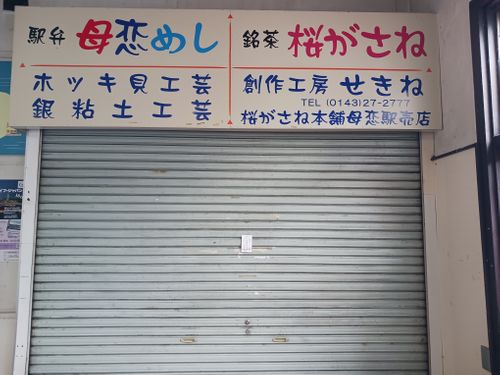 駅弁 母恋めし
ホッキ貝工芸
銀粘土工芸
銘茶 桜がさね
創作工房 せきね
TEL (0143)27-2777
桜がさね本舗母恋駅売店